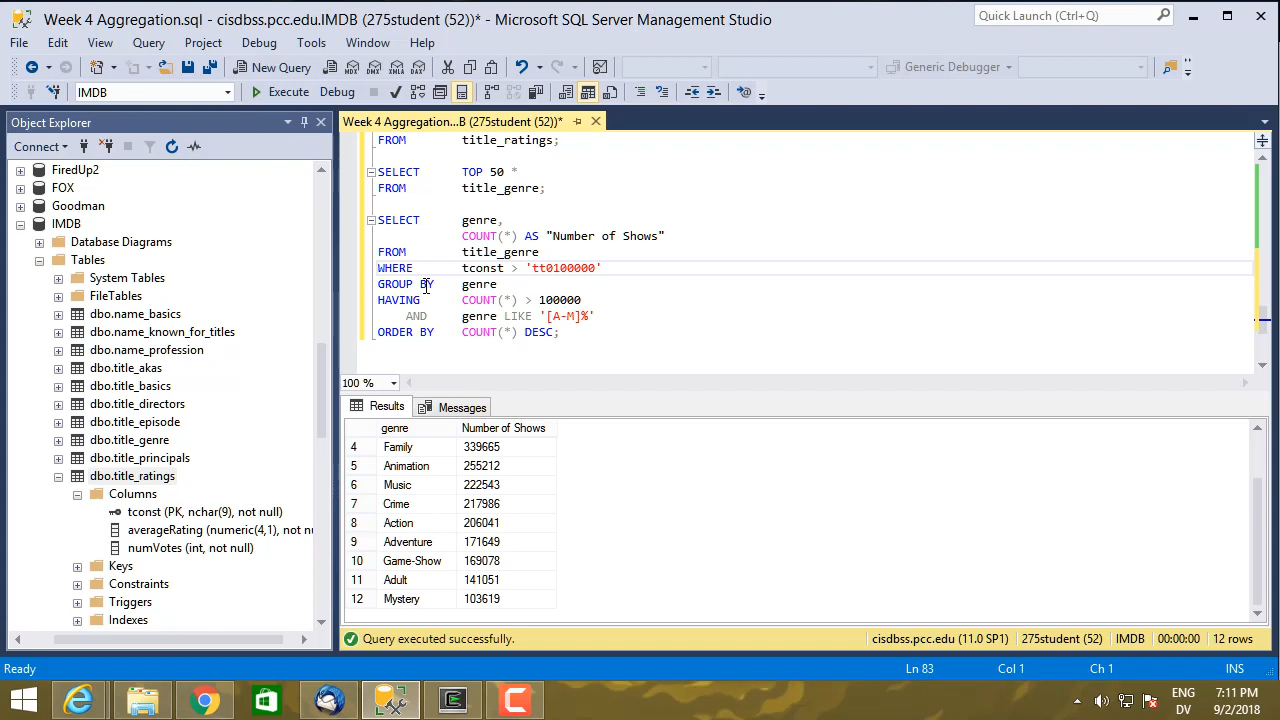 Week 4 Aggregation.sql - cisdbss.pcc.edu.IMDB (275student (52))* - Microsoft SQL Server Management Studio
Quick Launch (Ctrl+Q)
File Edit View Query Project Debug Tools Window Help
New Query
Generic Debugger
IMDB
Execute Debug
Object Explorer
Week 4 Aggregation...B (275student (52))*
Connect
FiredUp2
FOX
Goodman
IMDB
Database Diagrams
Tables
System Tables
FileTables
dbo.name_basics
dbo.name_known_for_titles
dbo.name_profession
dbo.title_akas
dbo.title_basics
dbo.title_directors
dbo.title_episode
dbo.title_genre
dbo.title_principals
dbo.title_ratings
Columns
tconst (PK, nchar(9), not null)
averageRating (numeric(4,1), not nu
numVotes (int, not null)
Keys
Constraints
Triggers
Indexes
FROM title_ratings;
SELECT TOP 50 *
FROM title_genre;
SELECT genre,
COUNT(*) AS "Number of Shows"
FROM title_genre
WHERE tconst > 'tt0100000'
GROUP BY genre
HAVING COUNT(*) > 100000
AND genre LIKE '[A-M]%'
ORDER BY COUNT(*) DESC;
100 %
Results Messages
genre Number of Shows
4 Family 339665
5 Animation 255212
6 Music 222543
7 Crime 217986
8 Action 206041
9 Adventure 171649
10 Game-Show 169078
11 Adult 141051
12 Mystery 103619
Query executed successfully.
cisdbss.pcc.edu (11.0 SP1) 275student (52) IMDB 00:00:00 12 rows
Ready Ln 83 Col 1 Ch 1 INS
ENG 7:11 PM
DV 9/2/2018